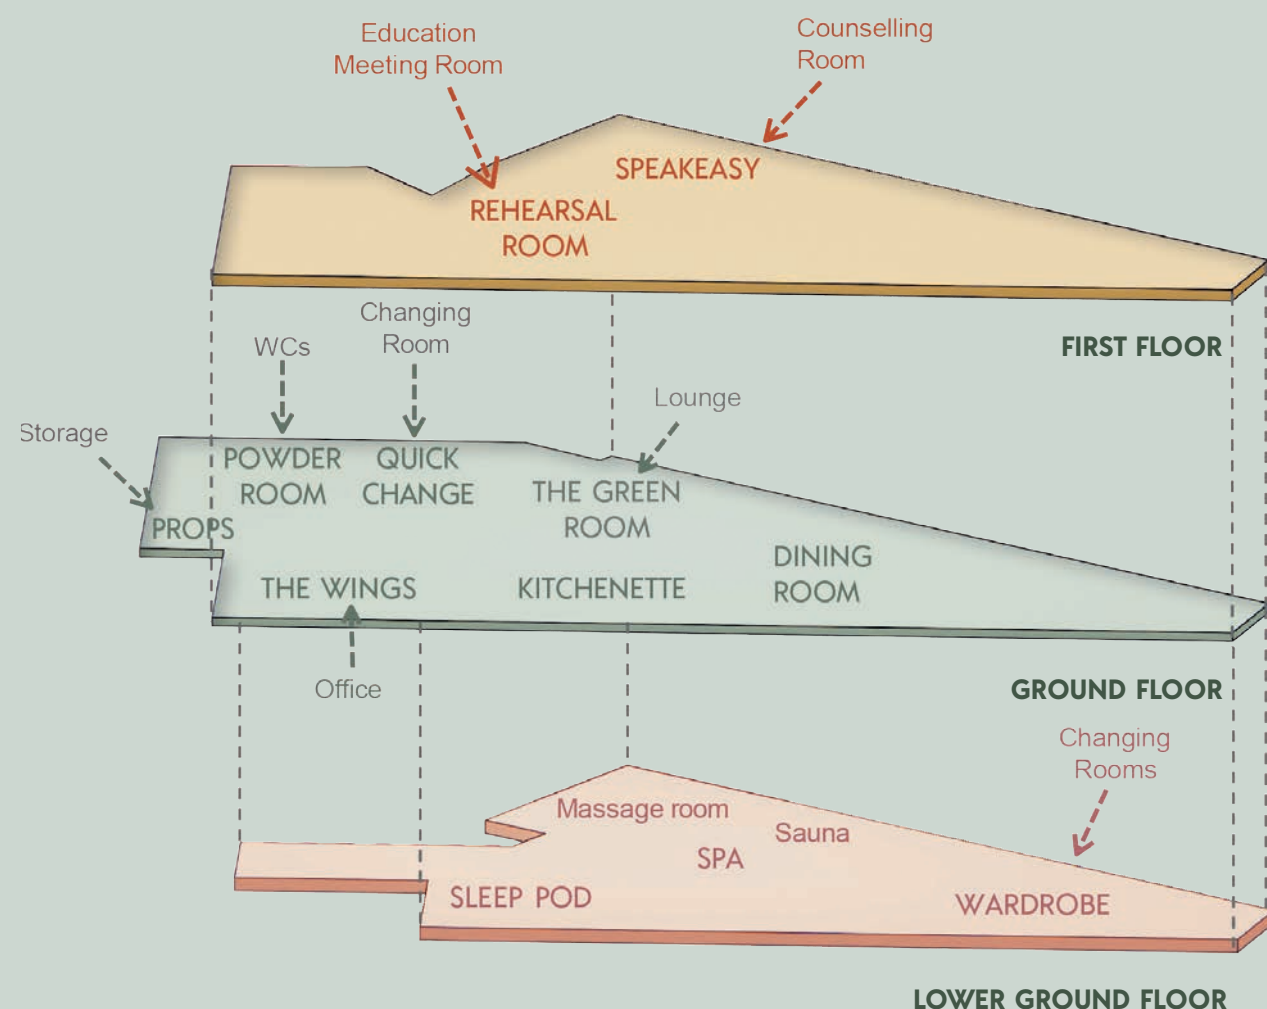 Education
Meeting Room
Counselling
Room
SPEAKEASY
REHEARSAL
ROOM
FIRST FLOOR
Changing
Room
WCs
Lounge
Storage
POWDER
ROOM
QUICK
CHANGE
THE GREEN
ROOM
PROPS
DINING
ROOM
THE WINGS
KITCHENETTE
Office
GROUND FLOOR
Changing
Rooms
Massage room
Sauna
SPA
SLEEP POD
WARDROBE
LOWER GROUND FLOOR